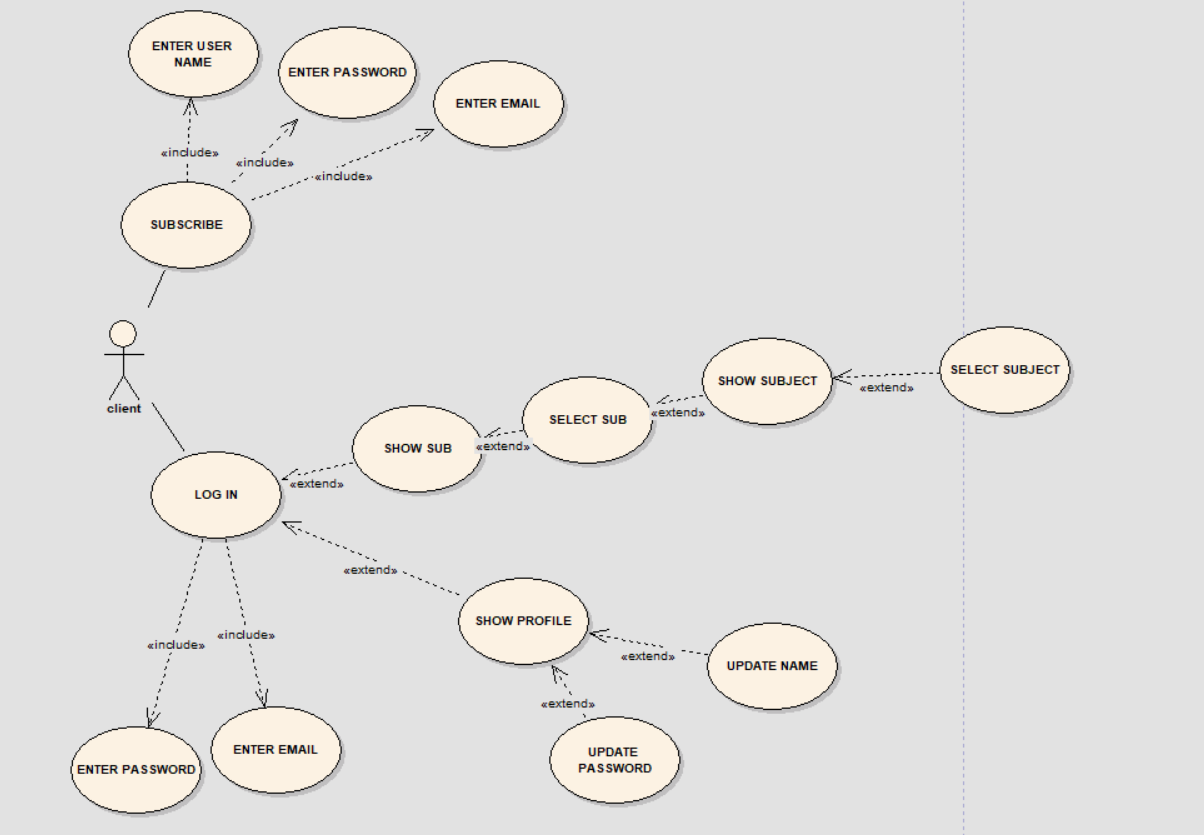 ENTER USER
NAME
ENTER PASSWORD
ENTER EMAIL
«include»
«include»
«include»
SUBSCRIBE
client
SELECT SUBJECT
SHOW SUBJECT
«extend»
SELECT SUB
«extend»
SHOW SUB
«extend»
«extend»
LOG IN
«extend»
SHOW PROFILE
«include»
«include»
«extend»
UPDATE NAME
«extend»
ENTER EMAIL
ENTER PASSWORD
UPDATE
PASSWORD